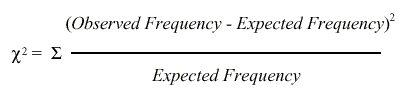 (Observed Frequency - Expected Frequency)²
χ² = Σ
Expected Frequency